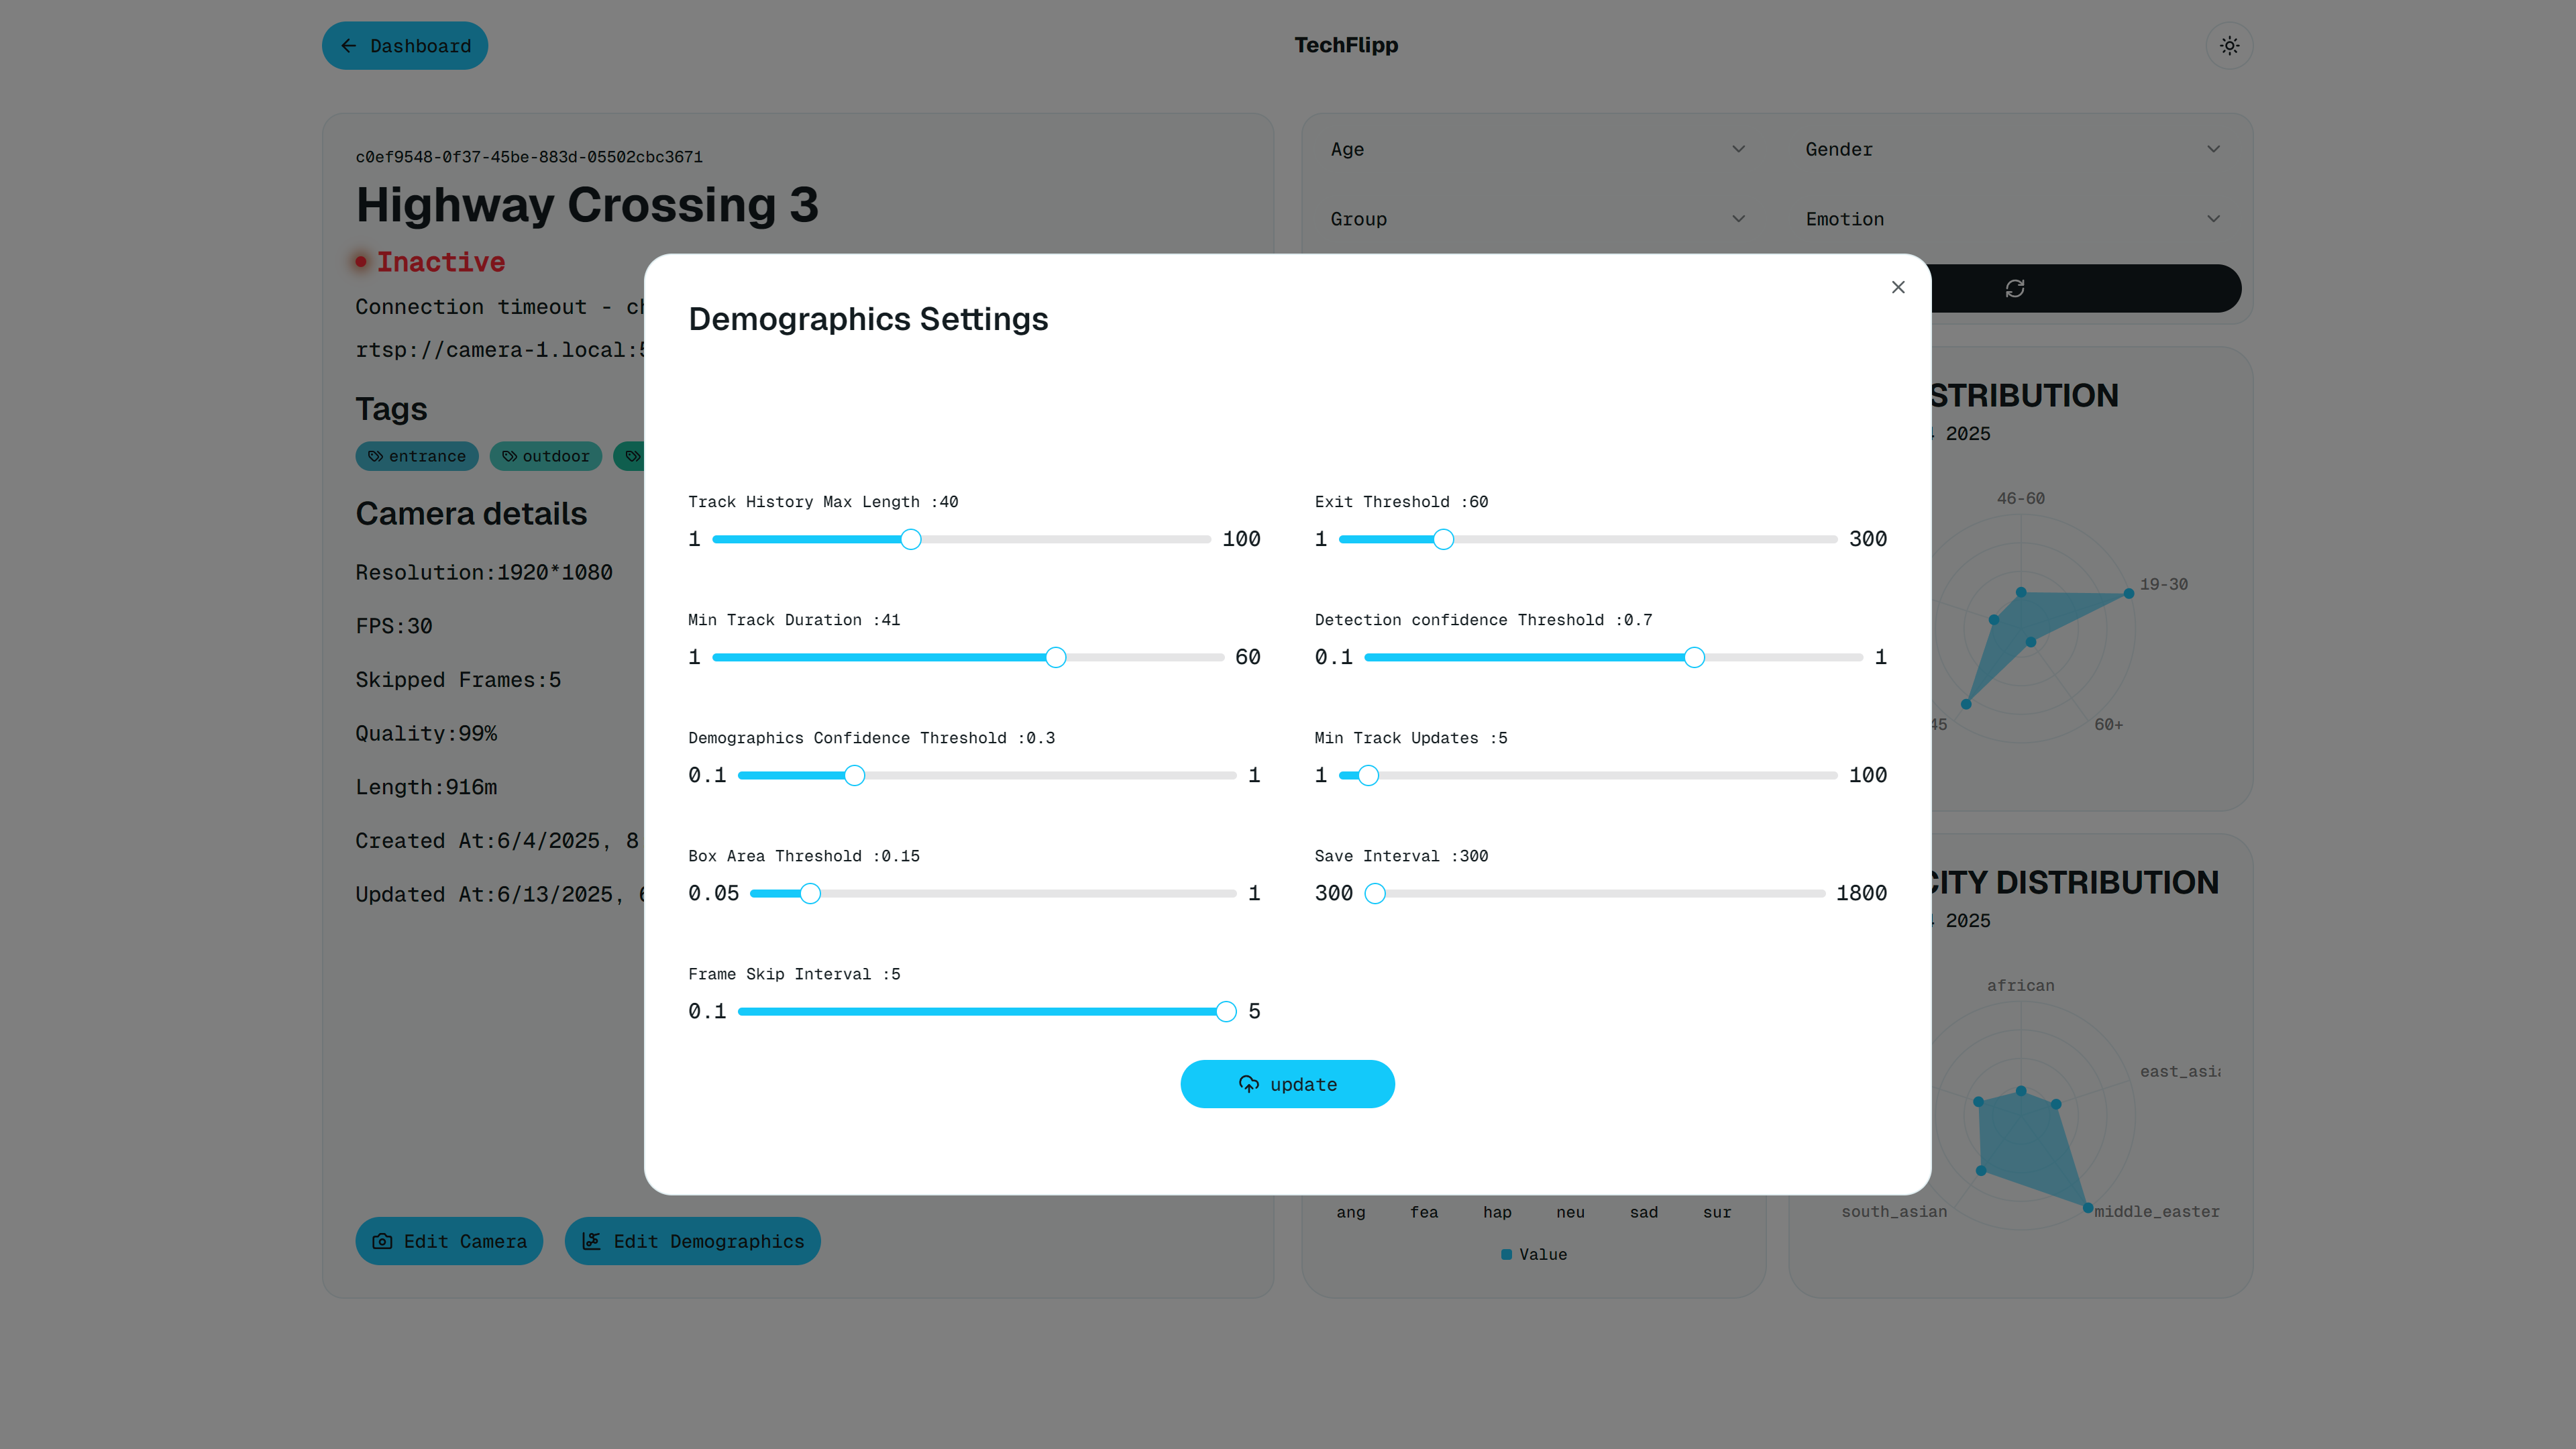 Dashboard
TechFlipp
c0ef9548-0f37-45be-883d-05502cbc3671
Highway Crossing 3
Inactive
Connection timeout - ch
rtsp://camera-1.local:5
Tags
entrance outdoor
Camera details
Resolution:1920*1080
FPS:30
Skipped Frames:5
Quality:99%
Length:916m
Created At:6/4/2025, 8
Updated At:6/13/2025, 6
Edit Camera Edit Demographics
Age Gender
Group Emotion
Demographics Settings
Track History Max Length :40
1 100
Exit Threshold :60
1 300
Min Track Duration :41
1 60
Detection confidence Threshold :0.7
0.1 1
Demographics Confidence Threshold :0.3
0.1 1
Min Track Updates :5
1 100
Box Area Threshold :0.15
0.05 1
Save Interval :300
300 1800
Frame Skip Interval :5
0.1 5
update
STRIBUTION
2025
46-60
19-30
45
60+
CITY DISTRIBUTION
2025
african
east_asia
south_asian
middle_easter
ang fea hap neu sad sur
Value